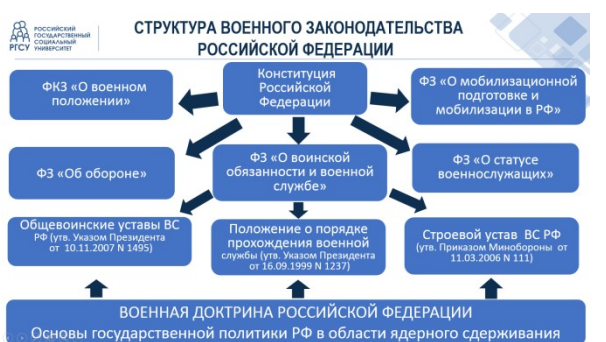 РОССИЙСКИЙ
ГОСУДАРСТВЕННЫЙ
СОЦИАЛЬНЫЙ
УНИВЕРСИТЕТ
РГСУ
СТРУКТУРА ВОЕННОГО ЗАКОНОДАТЕЛЬСТВА
РОССИЙСКОЙ ФЕДЕРАЦИИ
ФКЗ «О военном
положении»
Конституция
Российской
Федерации
ФЗ «О мобилизационной
подготовке и
мобилизации в РФ»
ФЗ «Об обороне»
ФЗ «О воинской
обязанности и военной
службе»
ФЗ «О статусе
военнослужащих»
Общевоинские уставы ВС
РФ (утв. Указом Президента
от 10.11.2007 N 1495)
Положение о порядке
прохождения военной
службы (утв. Указом Президента
от 16.09.1999 N 1237)
Строевой устав ВС РФ
(утв. Приказом Минобороны от
11.03.2006 N 111)
ВОЕННАЯ ДОКТРИНА РОССИЙСКОЙ ФЕДЕРАЦИИ
Основы государственной политики РФ в области ядерного сдерживания